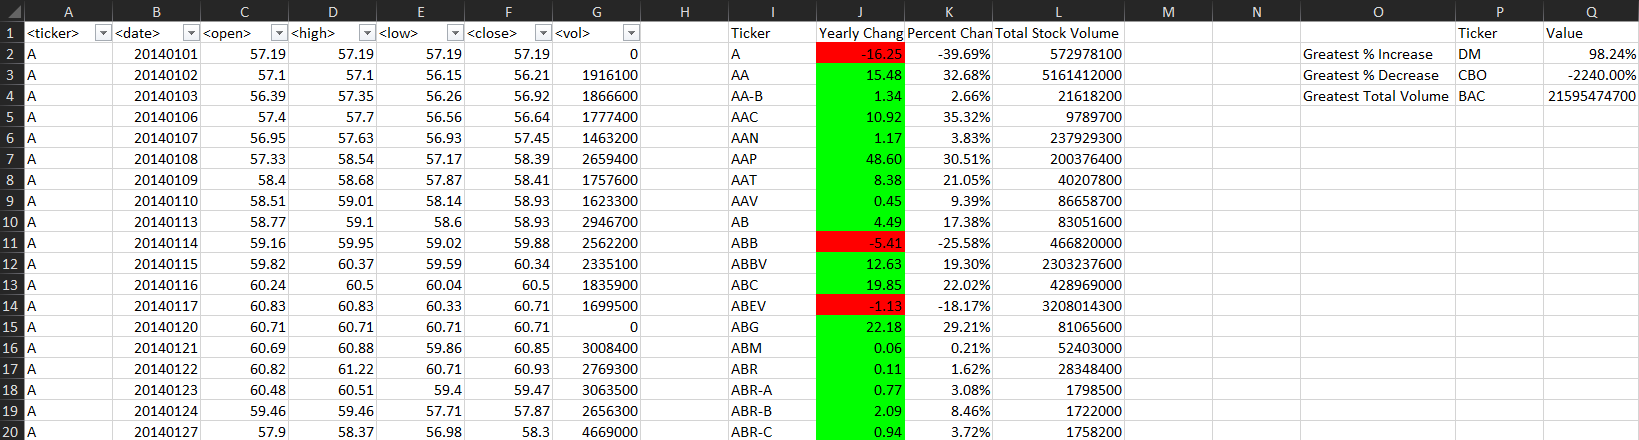 A B C D E F G H I J K L M N O P Q
1 <ticker> <date> <open> <high> <low> <close> <vol> Ticker Yearly Chang Percent Chan Total Stock Volume Ticker Value
2 A 20140101 57.19 57.19 57.19 57.19 0 A -16.25 -39.69% 572978100 Greatest % Increase DM 98.24%
3 A 20140102 57.1 57.1 56.15 56.21 1916100 AA 15.48 32.68% 5161412000 Greatest % Decrease CBO -2240.00%
4 A 20140103 56.39 57.35 56.26 56.92 1866600 AA-B 1.34 2.66% 21618200 Greatest Total Volume BAC 21595474700
5 A 20140106 57.4 57.7 56.56 56.64 1777400 AAC 10.92 35.32% 9789700
6 A 20140107 56.95 57.63 56.93 57.45 1463200 AAN 1.17 3.83% 237929300
7 A 20140108 57.33 58.54 57.17 58.39 2659400 AAP 48.60 30.51% 200376400
8 A 20140109 58.4 58.68 57.87 58.41 1757600 AAT 8.38 21.05% 40207800
9 A 20140110 58.51 59.01 58.14 58.93 1623300 AAV 0.45 9.39% 86658700
10 A 20140113 58.77 59.1 58.6 58.93 2946700 AB 4.49 17.38% 83051600
11 A 20140114 59.16 59.95 59.02 59.88 2562200 ABB -5.41 -25.58% 466820000
12 A 20140115 59.82 60.37 59.59 60.34 2335100 ABBV 12.63 19.30% 2303237600
13 A 20140116 60.24 60.5 60.04 60.5 1835900 ABC 19.85 22.02% 428969000
14 A 20140117 60.83 60.83 60.33 60.71 1699500 ABEV -1.13 -18.17% 3208014300
15 A 20140120 60.71 60.71 60.71 60.71 0 ABG 22.18 29.21% 81065600
16 A 20140121 60.69 60.88 59.86 60.85 3008400 ABM 0.06 0.21% 52403000
17 A 20140122 60.82 61.22 60.71 60.93 2769300 ABR 0.11 1.62% 28348400
18 A 20140123 60.48 60.51 59.4 59.47 3063500 ABR-A 0.77 3.08% 1798500
19 A 20140124 59.46 59.46 57.71 57.87 2656300 ABR-B 2.09 8.46% 1722000
20 A 20140127 57.9 58.37 56.98 58.3 4669000 ABR-C 0.94 3.72% 1758200